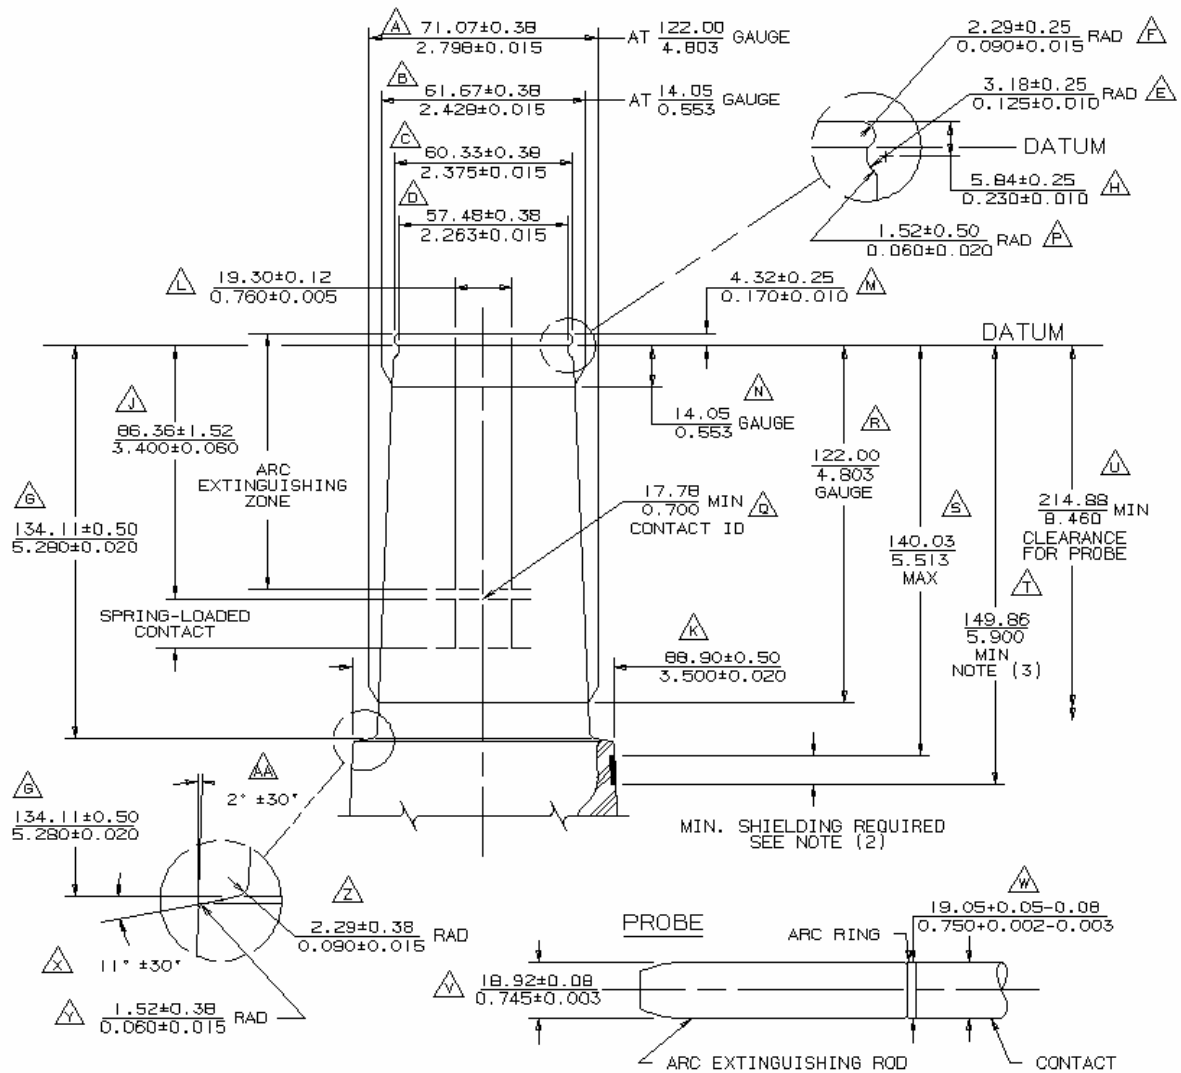 A 71.07±0.38
2.798±0.015
AT 122.00 GAUGE
4.803
B 61.67±0.38
2.428±0.015
AT 14.05 GAUGE
0.553
C 60.33±0.38
2.375±0.015
D 57.48±0.38
2.263±0.015
2.29±0.25 RAD F
0.090±0.015
3.18±0.25 RAD E
0.125±0.010
DATUM
5.84±0.25 H
0.230±0.010
1.52±0.50 RAD P
0.060±0.020
L 19.30±0.12
0.760±0.005
4.32±0.25 M
0.170±0.010
DATUM
J
86.36±1.52
3.400±0.060
ARC
EXTINGUISHING
ZONE
N
14.05 GAUGE
0.553
R
122.00
4.803
GAUGE
17.78 MIN Q
0.700
CONTACT ID
G
134.11±0.50
5.280±0.020
S
140.03
5.513
MAX
U
214.88 MIN
8.460
CLEARANCE
FOR PROBE
T
149.86
5.900
MIN
NOTE (3)
SPRING-LOADED
CONTACT
K
88.90±0.50
3.500±0.020
AA
2° ±30'
G
134.11±0.50
5.280±0.020
MIN. SHIELDING REQUIRED
SEE NOTE (2)
Z
2.29±0.38 RAD
0.090±0.015
X 11° ±30'
Y 1.52±0.38 RAD
0.060±0.015
PROBE
W
19.05+0.05-0.08
0.750+0.002-0.003
ARC RING
V 18.92±0.08
0.745±0.003
ARC EXTINGUISHING ROD
CONTACT